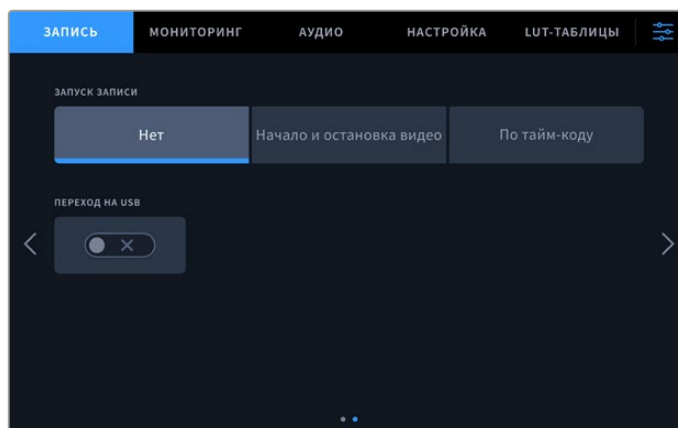 ЗАПИСЬ МОНИТОРИНГ АУДИО НАСТРОЙКА LUT-ТАБЛИЦЫ
ЗАПУСК ЗАПИСИ
Нет Начало и остановка видео По тайм-коду
ПЕРЕХОД НА USB